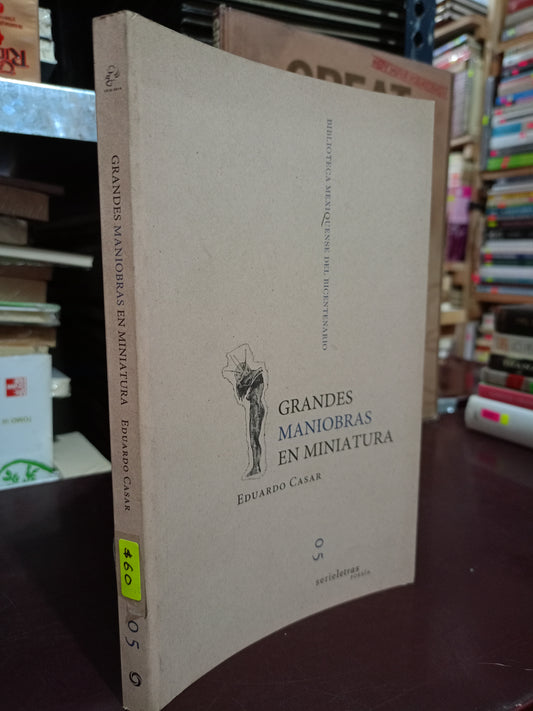 GRANDES MANIOBRAS EN MINIATURA EDUARDO CASAR
$60
05
BIBLIOTECA MEXIQUENSE DEL BICENTENARIO
GRANDES
MANIOBRAS
EN MINIATURA
EDUARDO CASAR
05
serieletras
POESÍA
GREAT